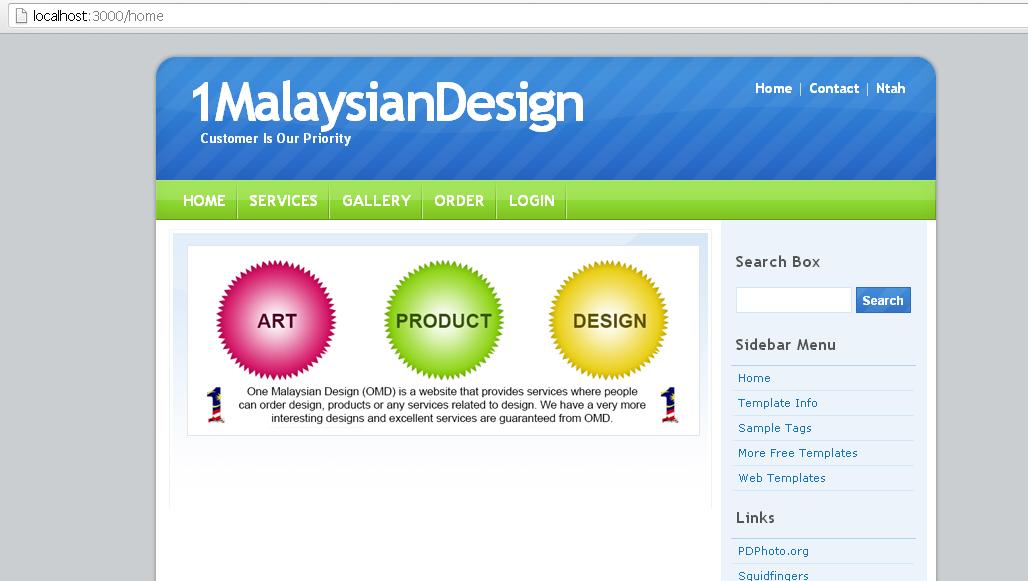 localhost:3000/home
1MalaysianDesign
Customer Is Our Priority
Home | Contact | Ntah
HOME SERVICES GALLERY ORDER LOGIN
ART PRODUCT DESIGN
One Malaysian Design (OMD) is a website that provides services where people
can order design, products or any services related to design. We have a very more
interesting designs and excellent services are guaranteed from OMD.
1 1
Search Box
Search
Sidebar Menu
Home
Template Info
Sample Tags
More Free Templates
Web Templates
Links
PDPhoto.org
Squidfingers